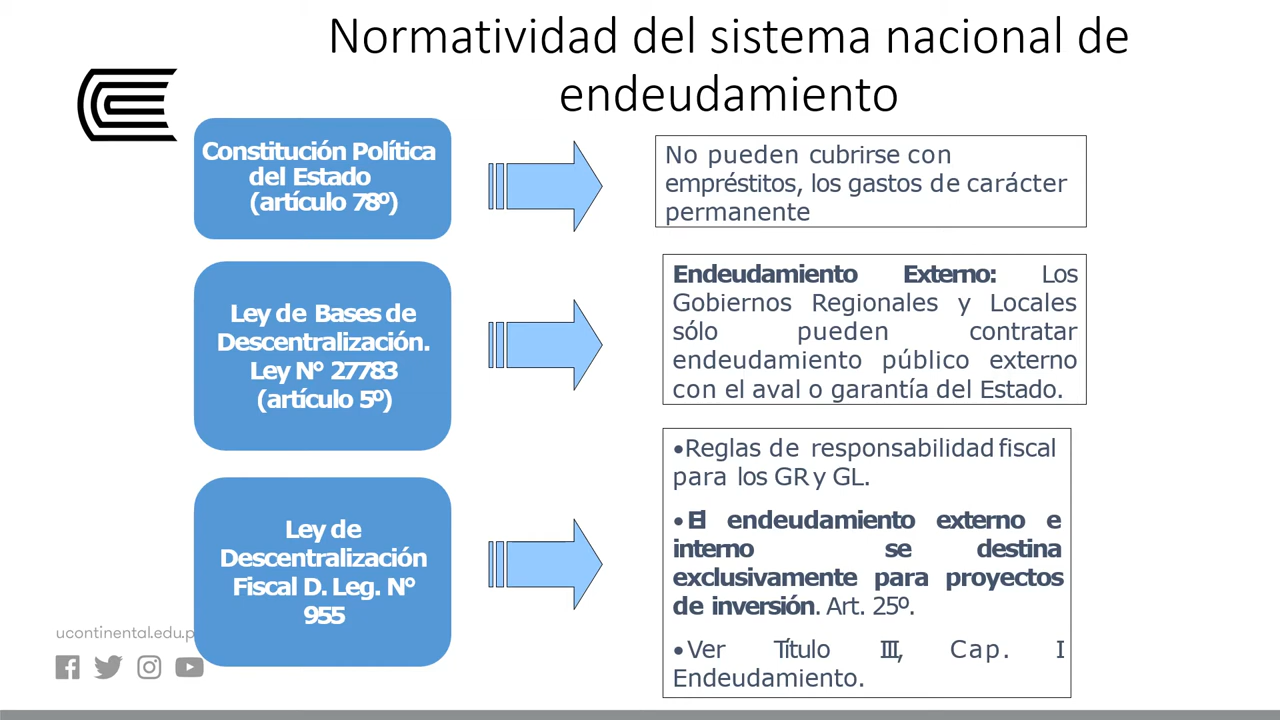 Normatividad del sistema nacional de
endeudamiento
Constitución Política
del Estado
(artículo 78º)
No pueden cubrirse con
empréstitos, los gastos de carácter
permanente
Ley de Bases de
Descentralización.
Ley Nº 27783
(artículo 5º)
Endeudamiento Externo: Los
Gobiernos Regionales y Locales
sólo pueden contratar
endeudamiento público externo
con el aval o garantía del Estado.
Ley de
Descentralización
Fiscal D. Leg. Nº
955
•Reglas de responsabilidad fiscal
para los GR y GL.
•El endeudamiento externo e
interno se destina
exclusivamente para proyectos
de inversión. Art. 25º.
•Ver Título III, Cap. I
Endeudamiento.
ucontinental.edu.p